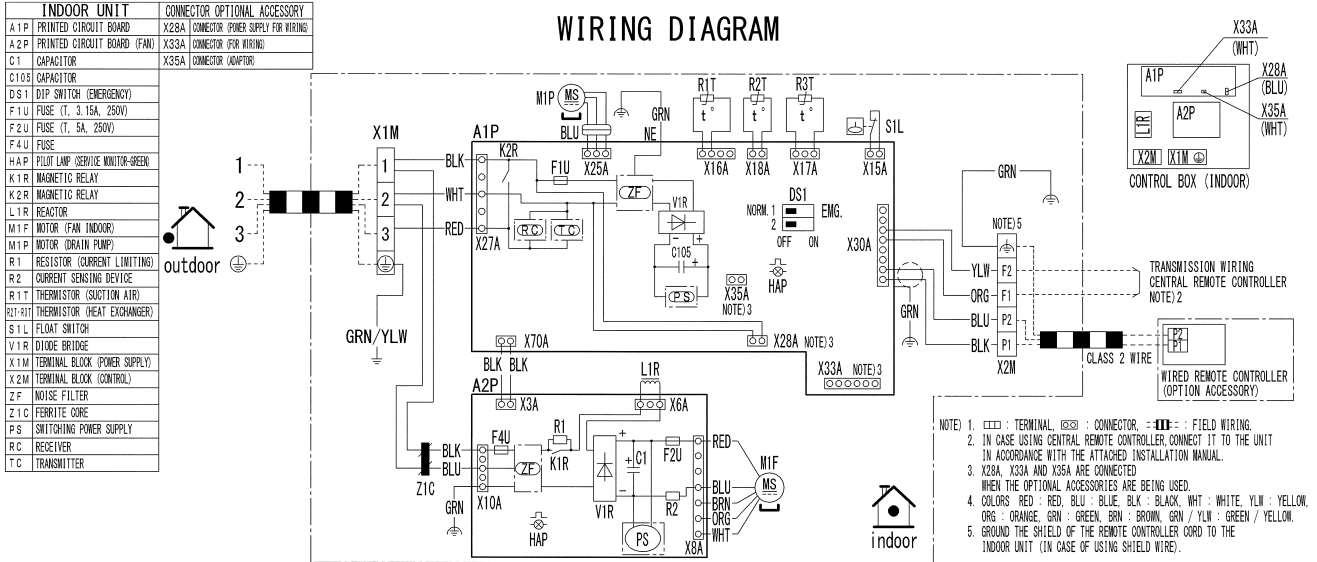 WIRING DIAGRAM
INDOOR UNIT
A1P PRINTED CIRCUIT BOARD
A2P PRINTED CIRCUIT BOARD (FAN)
C1 CAPACITOR
C105 CAPACITOR
DS1 DIP SWITCH (EMERGENCY)
F1U FUSE (T, 3.15A, 250V)
F2U FUSE (T, 5A, 250V)
F4U FUSE
HAP PILOT LAMP (SERVICE MONITOR-GREEN)
K1R MAGNETIC RELAY
K2R MAGNETIC RELAY
L1R REACTOR
M1F MOTOR (FAN INDOOR)
M1P MOTOR (DRAIN PUMP)
R1 RESISTOR (CURRENT LIMITING)
R2 CURRENT SENSING DEVICE
R1T THERMISTOR (SUCTION AIR)
R2T·R3T THERMISTOR (HEAT EXCHANGER)
S1L FLOAT SWITCH
V1R DIODE BRIDGE
X1M TERMINAL BLOCK (POWER SUPPLY)
X2M TERMINAL BLOCK (CONTROL)
ZF NOISE FILTER
Z1C FERRITE CORE
PS SWITCHING POWER SUPPLY
RC RECEIVER
TC TRANSMITTER
CONNECTOR OPTIONAL ACCESSORY
X28A CONNECTOR (POWER SUPPLY FOR WIRING)
X33A CONNECTOR (FOR WIRING)
X35A CONNECTOR (ADAPTOR)
1
2
3
outdoor
X1M
1
2
3
GRN/YLW
A1P
BLK
WHT
RED
X27A
K2R
F1U
RC
TC
M1P
MS
BLU
X25A
GRN
NE
ZF
V1R
C105
PS
R1T
t°
X16A
R2T
t°
X18A
R3T
t°
X17A
S1L
X15A
DS1
NORM. 1
2
EMG.
OFF ON
X30A
HAP
X35A
NOTE) 3
X28A NOTE) 3
X33A NOTE) 3
X70A
BLK BLK
A2P
X3A
L1R
X6A
Z1C
BLK
BLU
GRN
X10A
F4U
ZF
R1
K1R
HAP
V1R
C1
F2U
R2
PS
X8A
RED
BLU
BRN
ORG
WHT
M1F
MS
GRN
GRN
NOTE) 5
YLW
ORG
BLU
BLK
F2
F1
P2
P1
X2M
TRANSMISSION WIRING
CENTRAL REMOTE CONTROLLER
NOTE) 2
CLASS 2 WIRE
P2
P1
WIRED REMOTE CONTROLLER
(OPTION ACCESSORY)
X33A
(WHT)
X28A
(BLU)
X35A
(WHT)
A1P
A2P
L1R
X2M
X1M
CONTROL BOX (INDOOR)
indoor
NOTE) 1. : TERMINAL, : CONNECTOR, : FIELD WIRING.
2. IN CASE USING CENTRAL REMOTE CONTROLLER, CONNECT IT TO THE UNIT
IN ACCORDANCE WITH THE ATTACHED INSTALLATION MANUAL.
3. X28A, X33A AND X35A ARE CONNECTED
WHEN THE OPTIONAL ACCESSORIES ARE BEING USED.
4. COLORS RED : RED, BLU : BLUE, BLK : BLACK, WHT : WHITE, YLW : YELLOW,
ORG : ORANGE, GRN : GREEN, BRN : BROWN, GRN / YLW : GREEN / YELLOW.
5. GROUND THE SHIELD OF THE REMOTE CONTROLLER CORD TO THE
INDOOR UNIT (IN CASE OF USING SHIELD WIRE).